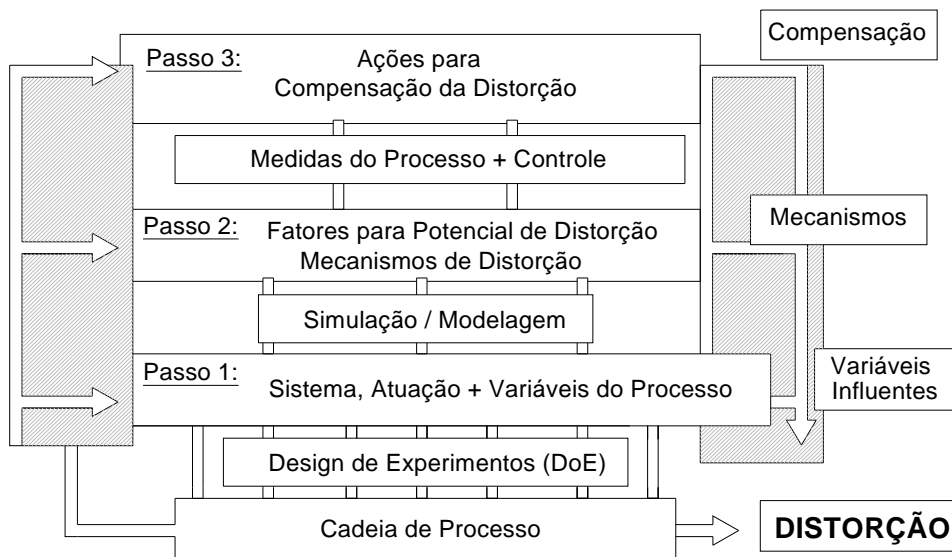 Compensação
Passo 3:
Ações para
Compensação da Distorção
Medidas do Processo + Controle
Mecanismos
Passo 2:
Fatores para Potencial de Distorção
Mecanismos de Distorção
Simulação / Modelagem
Passo 1:
Sistema, Atuação + Variáveis do Processo
Variáveis
Influentes
Design de Experimentos (DoE)
Cadeia de Processo
DISTORÇÃO